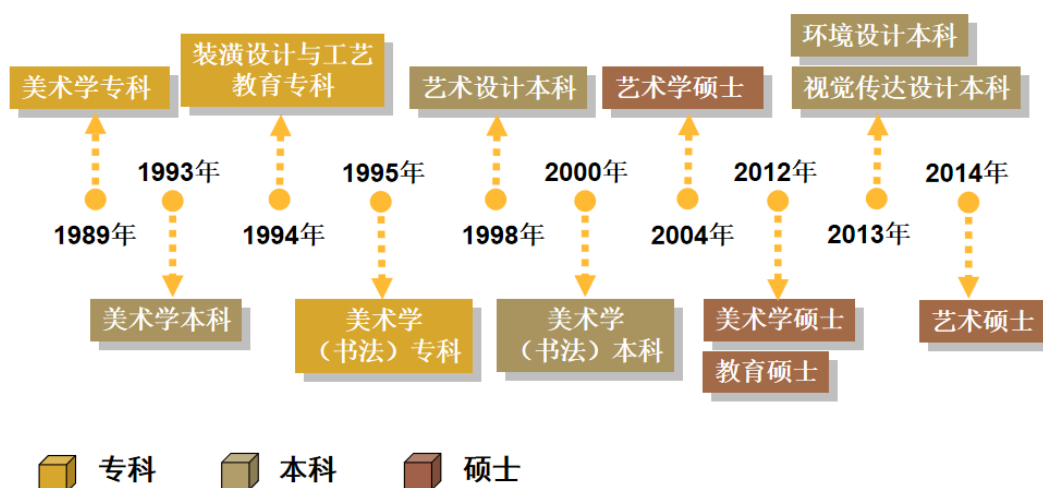 环境设计本科
装潢设计与工艺
教育专科
美术学专科
艺术设计本科
艺术学硕士
视觉传达设计本科
1993年
1995年
2000年
2012年
2014年
1989年
1994年
1998年
2004年
2013年
美术学本科
美术学
（书法）专科
美术学
（书法）本科
美术学硕士
教育硕士
艺术硕士
专科
本科
硕士